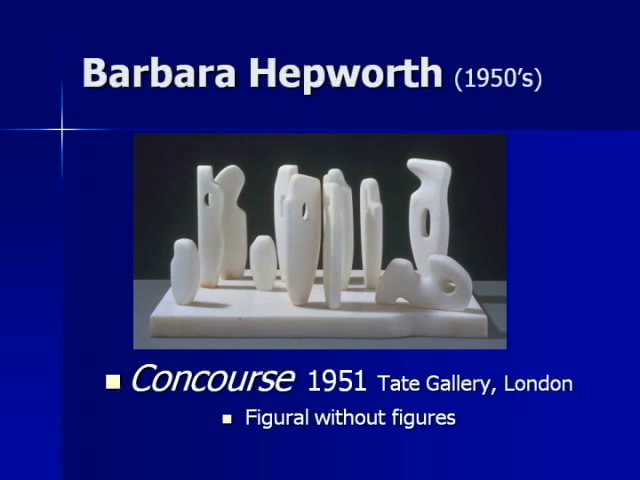 Barbara Hepworth (1950's)
Concourse 1951 Tate Gallery, London
Figural without figures